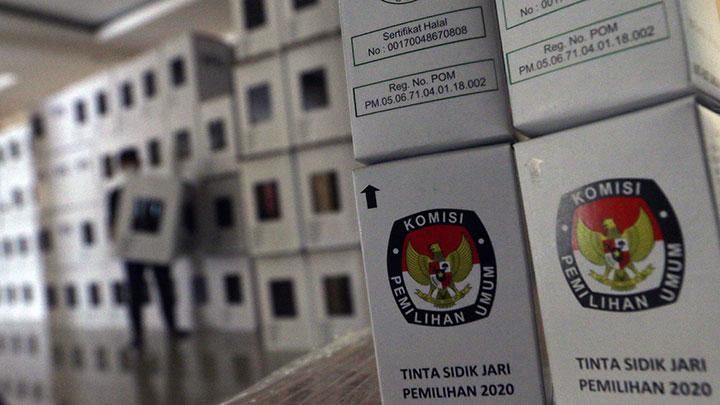 Sertifikat Halal
No : 00170048670808
Reg. No. POM
PM.05.06.71.04.01.18.002
No : 00170048670808
Reg. No. POM
PM.05.06.71.04.01.18.002
KOMISI
PEMILIHAN UMUM
TINTA SIDIK JARI
PEMILIHAN 2020
KOMISI
PEMILIHAN UMUM
TINTA SIDIK JARI
PEMILIHAN 2020